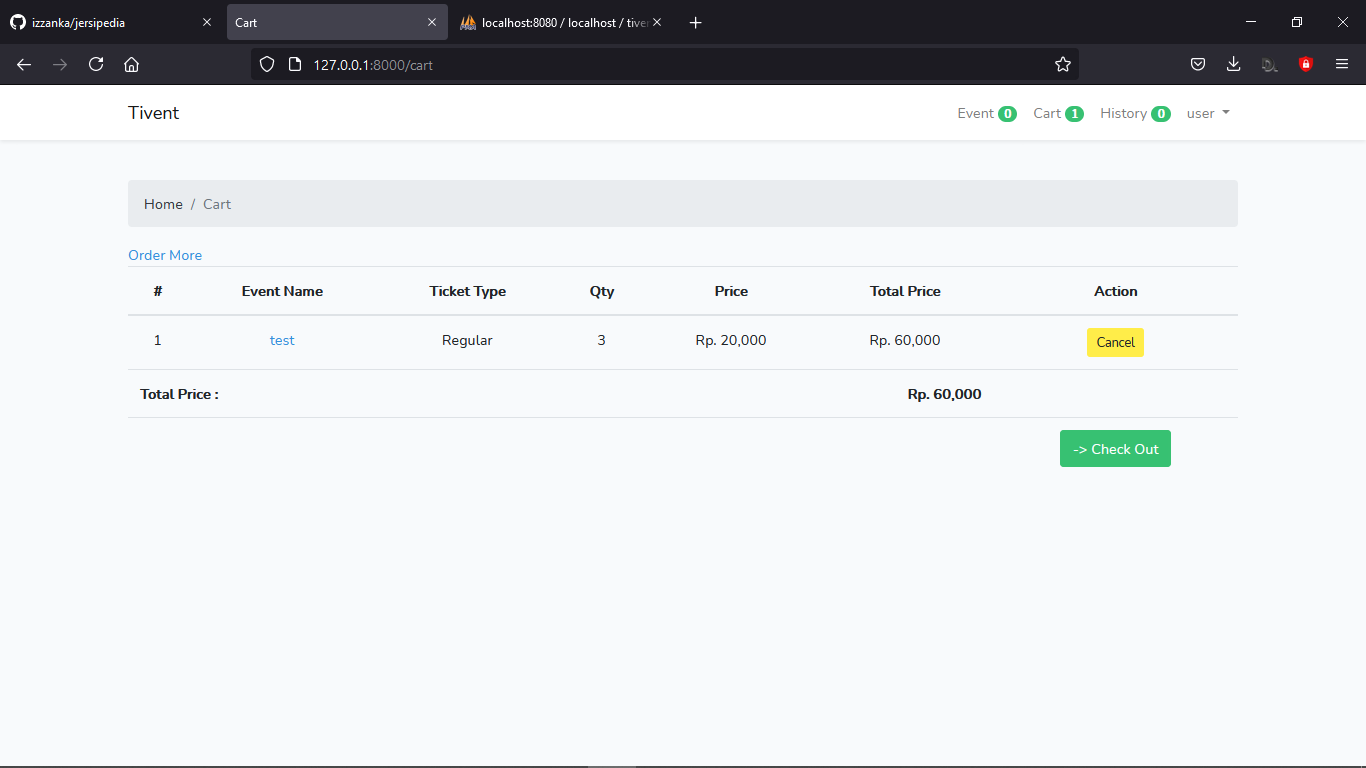 izzanka/jersipedia
Cart
localhost:8080 / localhost / tiver
127.0.0.1:8000/cart
Tivent
Event 0 Cart 1 History 0 user
Home / Cart
Order More
# Event Name Ticket Type Qty Price Total Price Action
1 test Regular 3 Rp. 20,000 Rp. 60,000 Cancel
Total Price : Rp. 60,000
-> Check Out